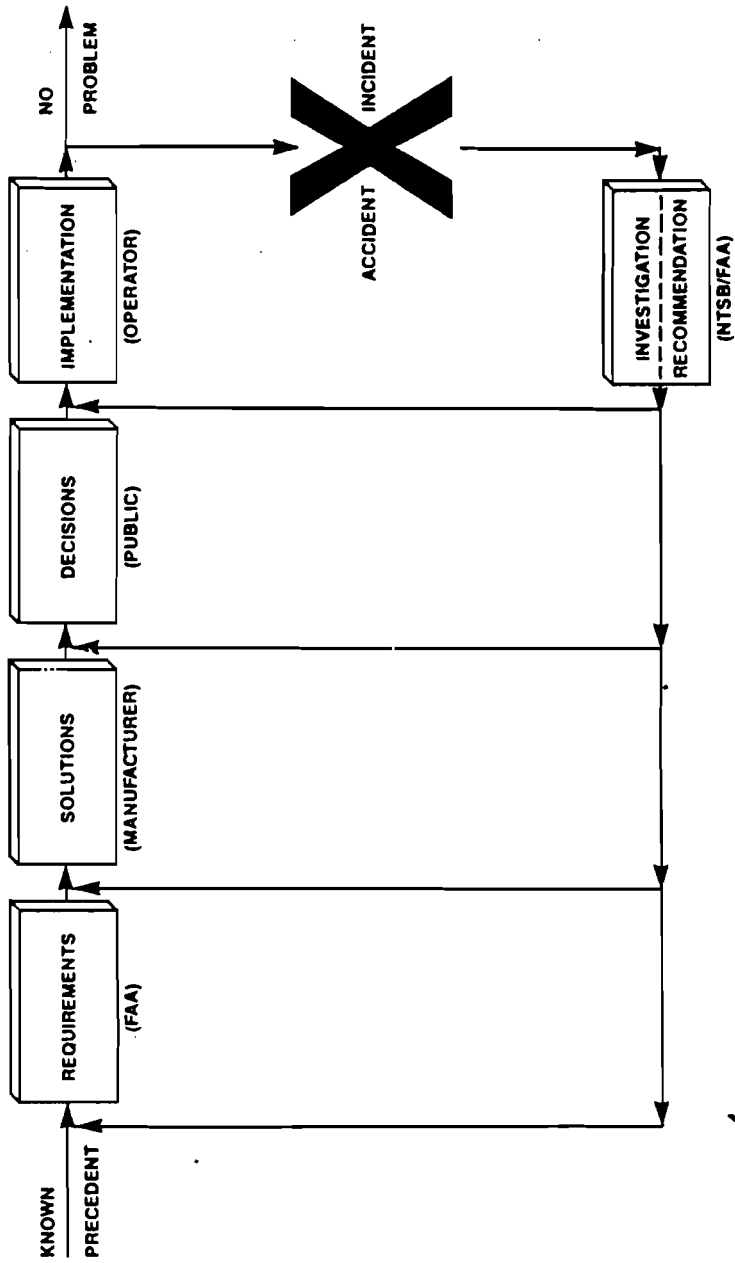 KNOWN
PRECEDENT
REQUIREMENTS
(FAA)
SOLUTIONS
(MANUFACTURER)
DECISIONS
(PUBLIC)
IMPLEMENTATION
(OPERATOR)
NO
PROBLEM
ACCIDENT INCIDENT
INVESTIGATION
RECOMMENDATION
(NTSB/FAA)